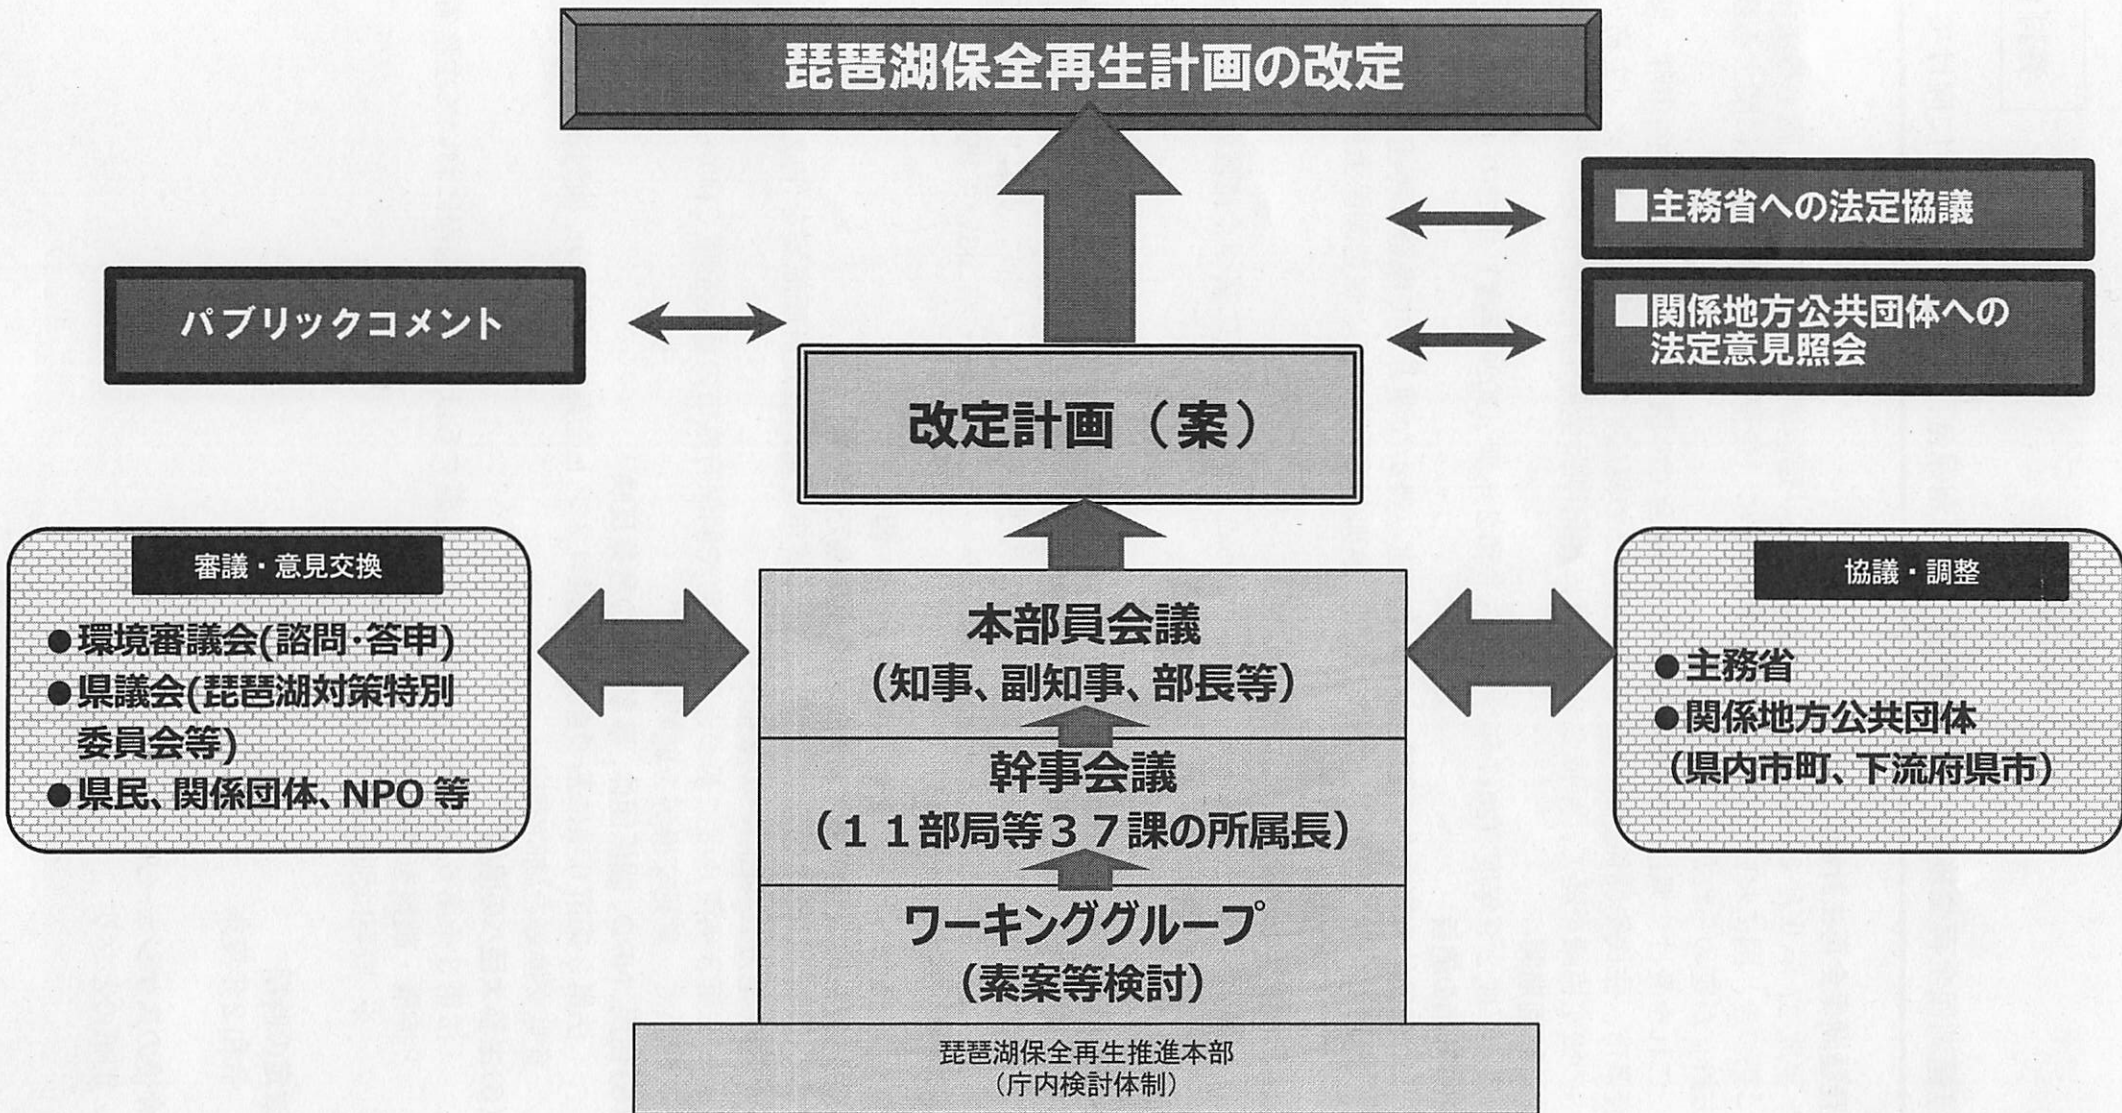 琵琶湖保全再生計画の改定
■主務省への法定協議
パブリックコメント
■関係地方公共団体への
法定意見照会
改定計画（案）
審議・意見交換
●環境審議会(諮問・答申)
●県議会(琵琶湖対策特別
委員会等)
●県民、関係団体、NPO 等
本部員会議
（知事、副知事、部長等）
幹事会議
（１１部局等３７課の所属長）
ワーキンググループ
（素案等検討）
琵琶湖保全再生推進本部
（庁内検討体制）
協議・調整
●主務省
●関係地方公共団体
（県内市町、下流府県市）